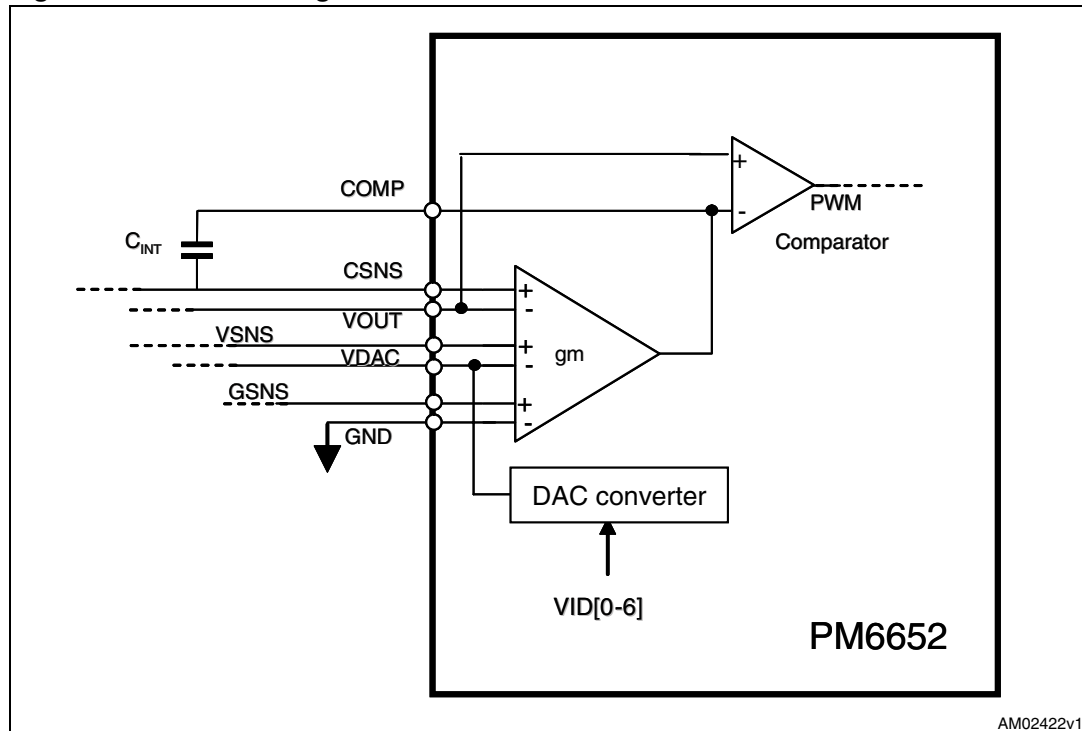 COMP
+
-
PWM
Comparator
C_INT
CSNS
+
-
VOUT
VSNS
+
gm
VDAC
-
GSNS
+
-
GND
DAC converter
VID[0-6]
PM6652
AM02422v1